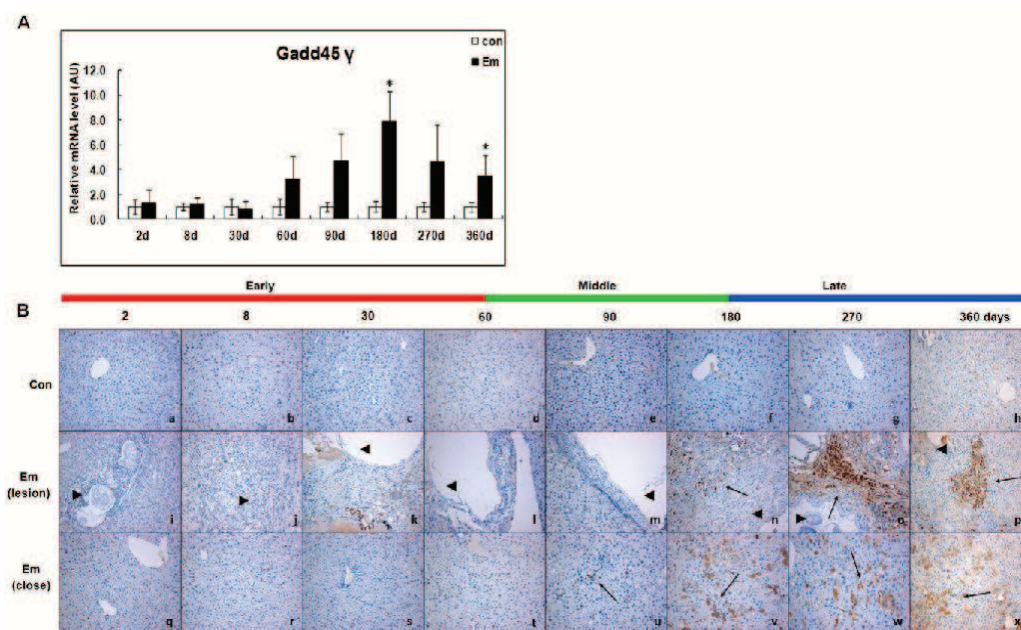 A
Gadd45 γ
con
Em
Relative mRNA level (AU)
12.0
10.0
8.0
6.0
4.0
2.0
0.0
*
*
2d 8d 30d 60d 90d 180d 270d 360d
Early Middle Late
B
2 8 30 60 90 180 270 360 days
Con
a b c d e f g h
Em
(lesion)
i j k l m n o p
Em
(close)
q r s t u v w x